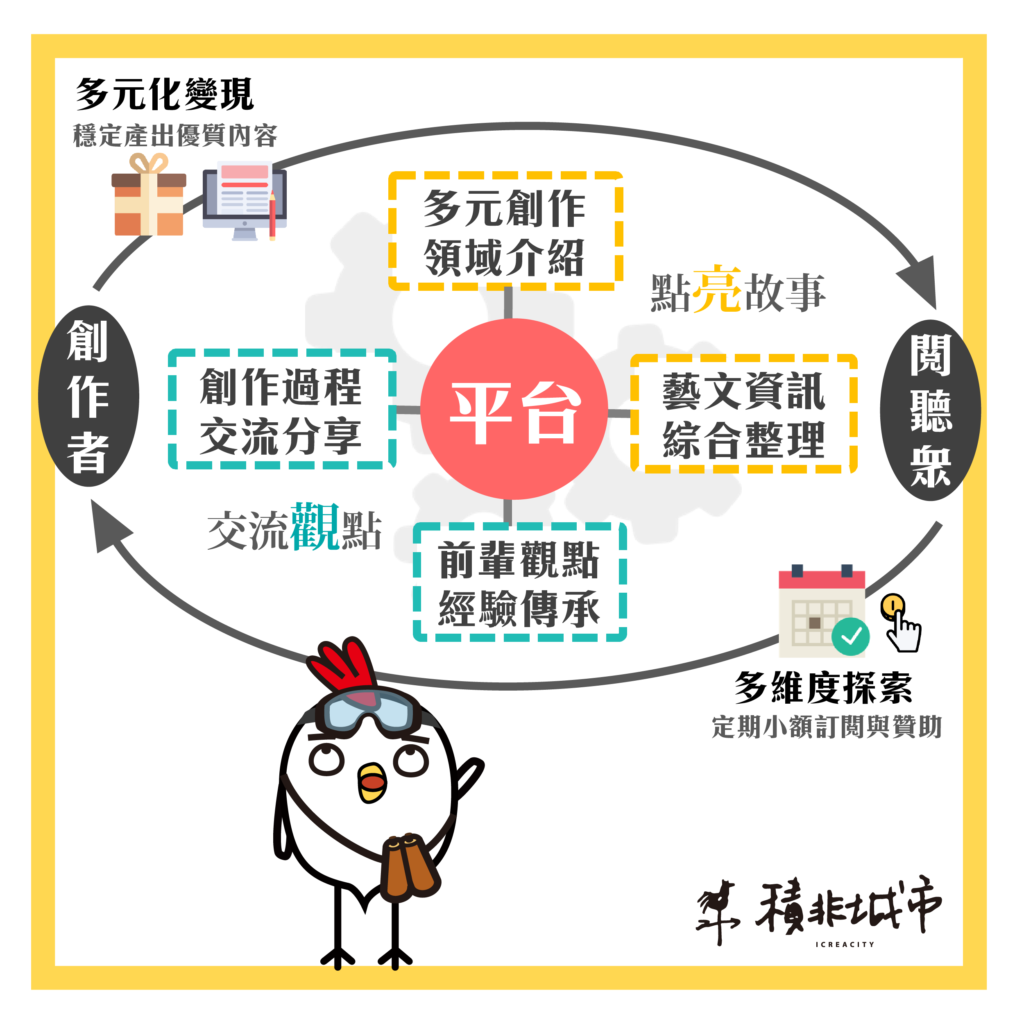 多元化變現
穩定產出優質內容
多元創作
領域介紹
點亮故事
創作者
創作過程
交流分享
平台
藝文資訊
綜合整理
閱聽眾
交流觀點
前輩觀點
經驗傳承
多維度探索
定期小額訂閱與贊助
積非城市
ICREACITY